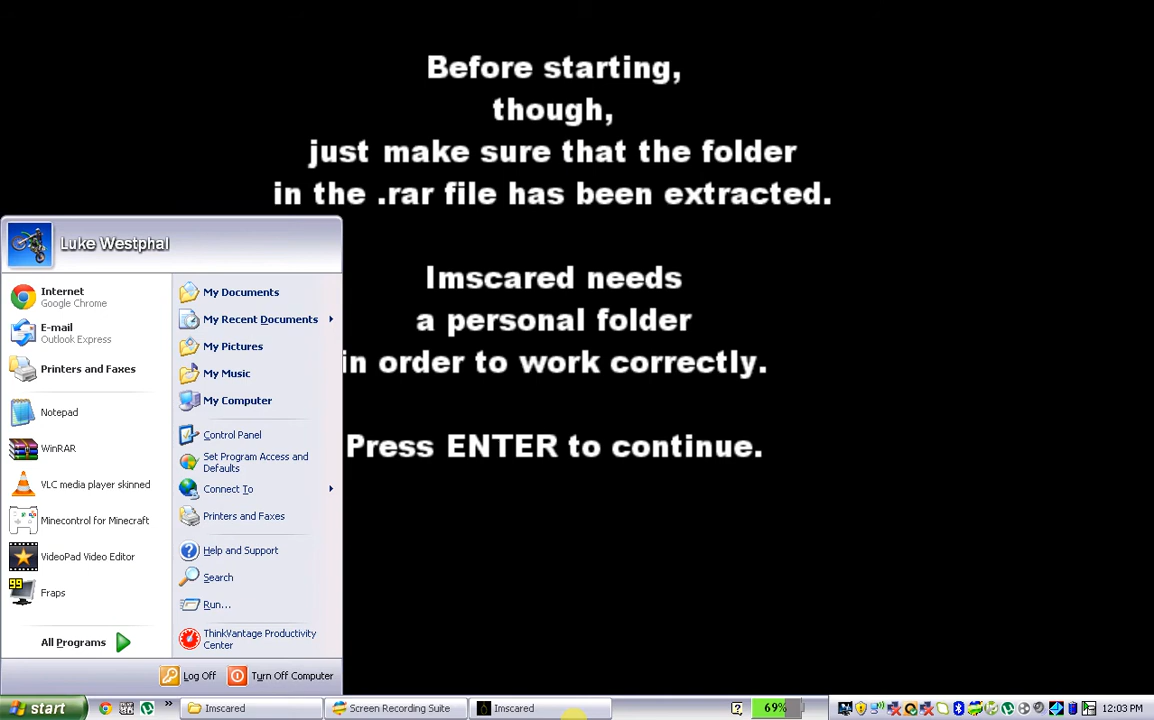 Before starting,
though,
just make sure that the folder
in the .rar file has been extracted.
Imscared needs
a personal folder
in order to work correctly.
Press ENTER to continue.
Luke Westphal
Internet
Google Chrome
E-mail
Outlook Express
Printers and Faxes
Notepad
WinRAR
VLC media player skinned
Minecontrol for Minecraft
VideoPad Video Editor
99
Fraps
All Programs
My Documents
My Recent Documents
My Pictures
My Music
My Computer
Control Panel
Set Program Access and
Defaults
Connect To
Printers and Faxes
Help and Support
Search
Run...
ThinkVantage Productivity
Center
Log Off
Turn Off Computer
start
Imscared
Screen Recording Suite
Imscared
69%
12:03 PM